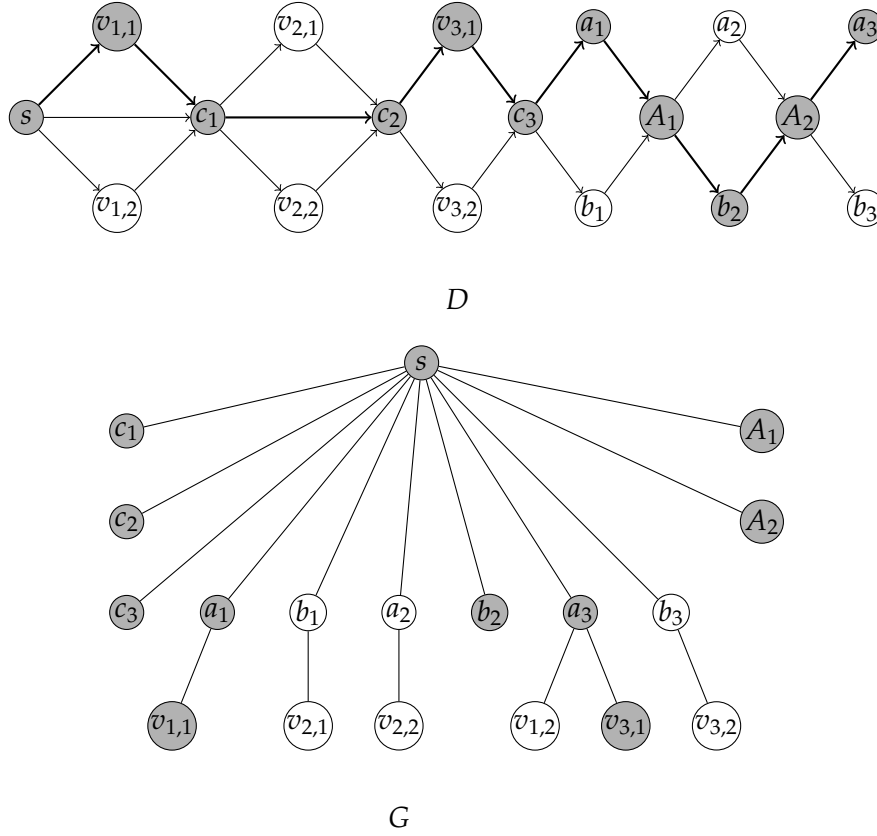 v1,1 v2,1 v3,1 a1 a2 a3
s c1 c2 c3 A1 A2
v1,2 v2,2 v3,2 b1 b2 b3
D
s
c1 A1
c2 A2
c3 a1 b1 a2 b2 a3 b3
v1,1 v2,1 v2,2 v1,2 v3,1 v3,2
G